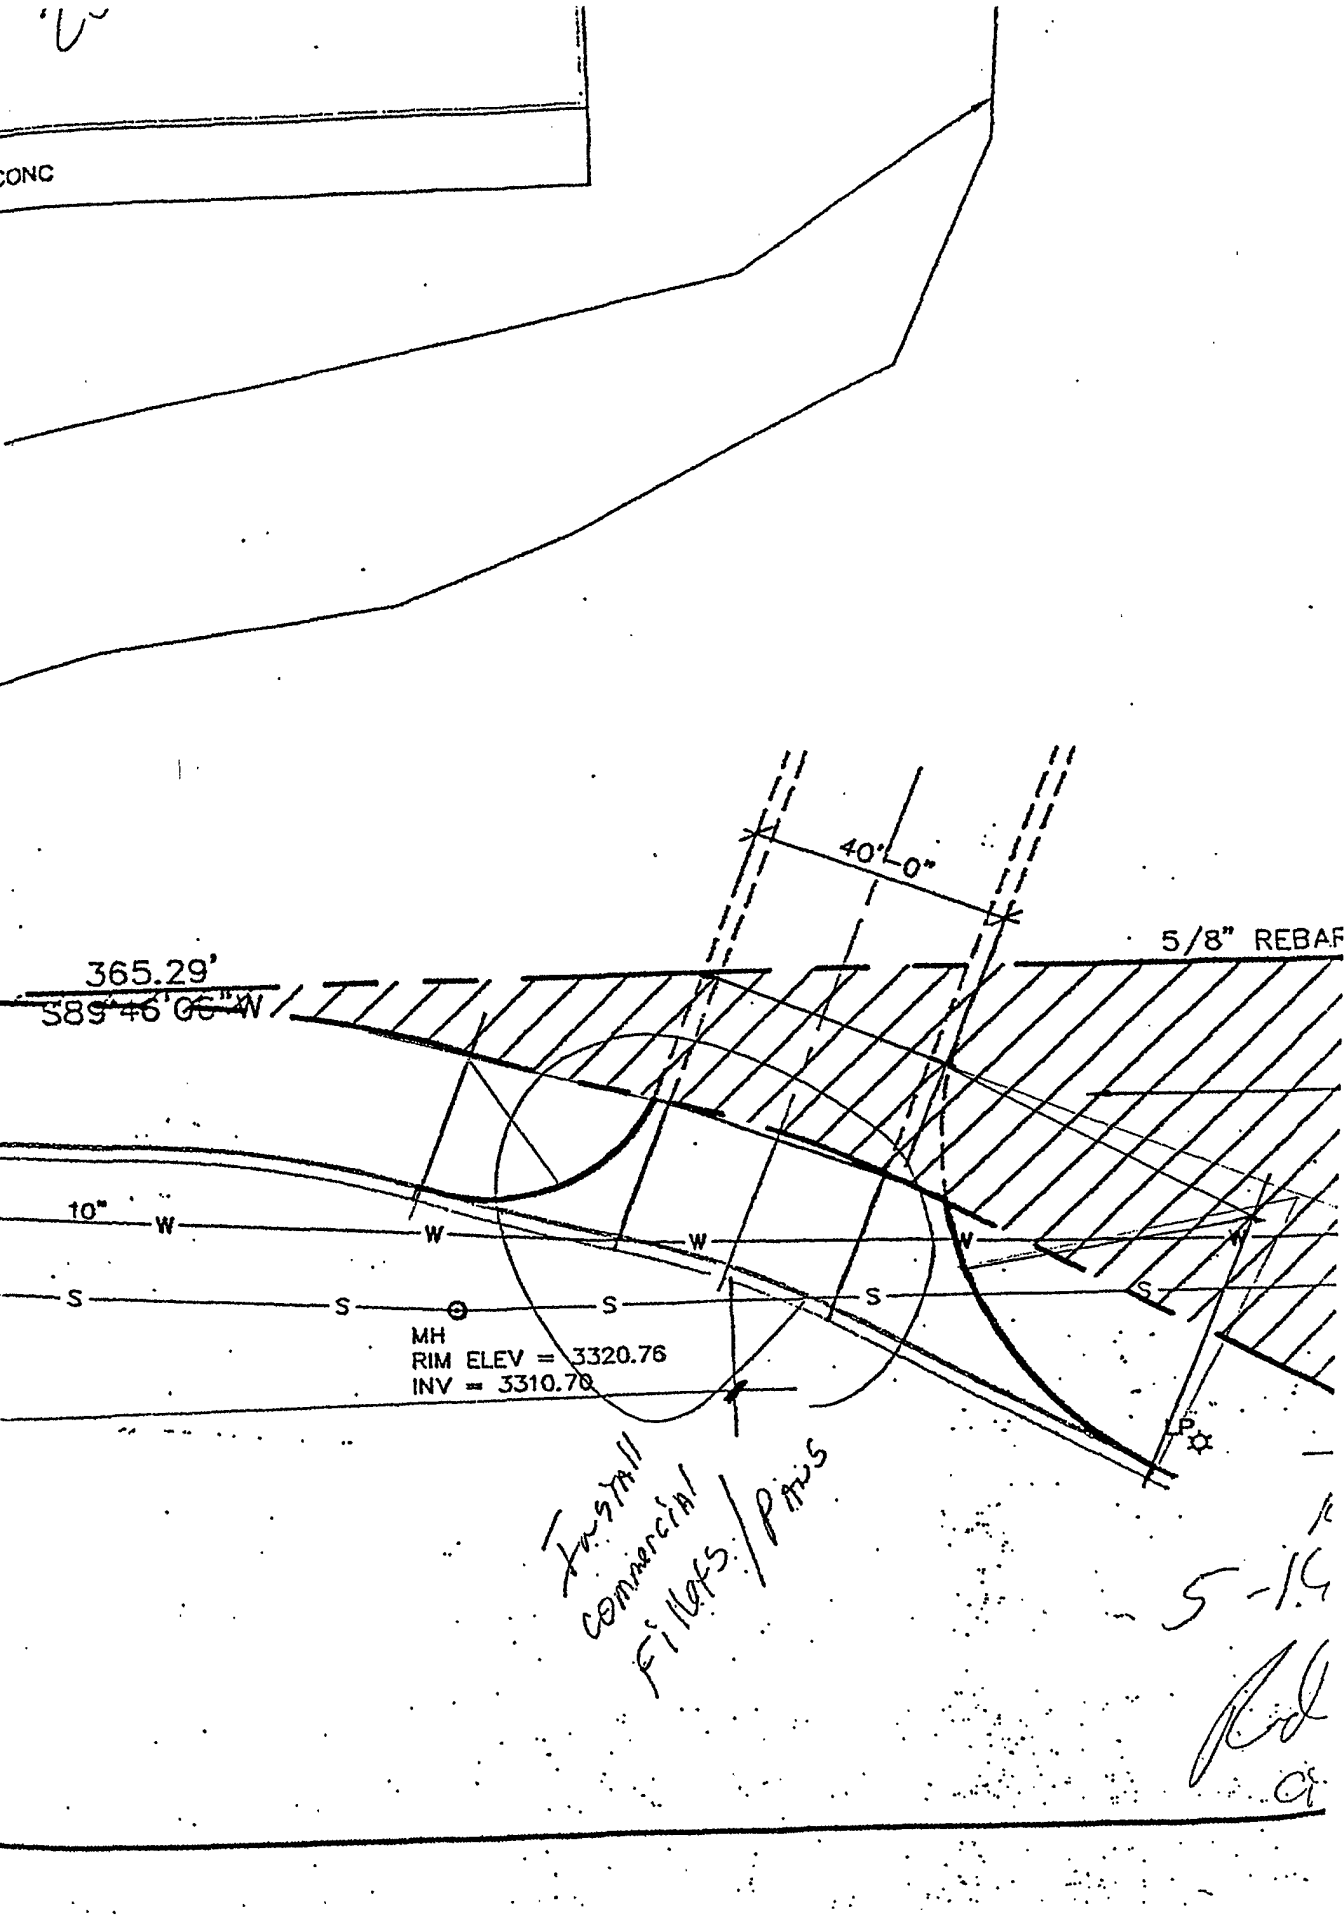 CONC
40'-0"
5/8" REBAR
365.29'
S89°46'06"W
10"
W
W
W
W
W
S
S
S
S
S
MH
RIM ELEV = 3320.76
INV = 3310.70
LP
Install
commercial
Fillets / Pans
5-19